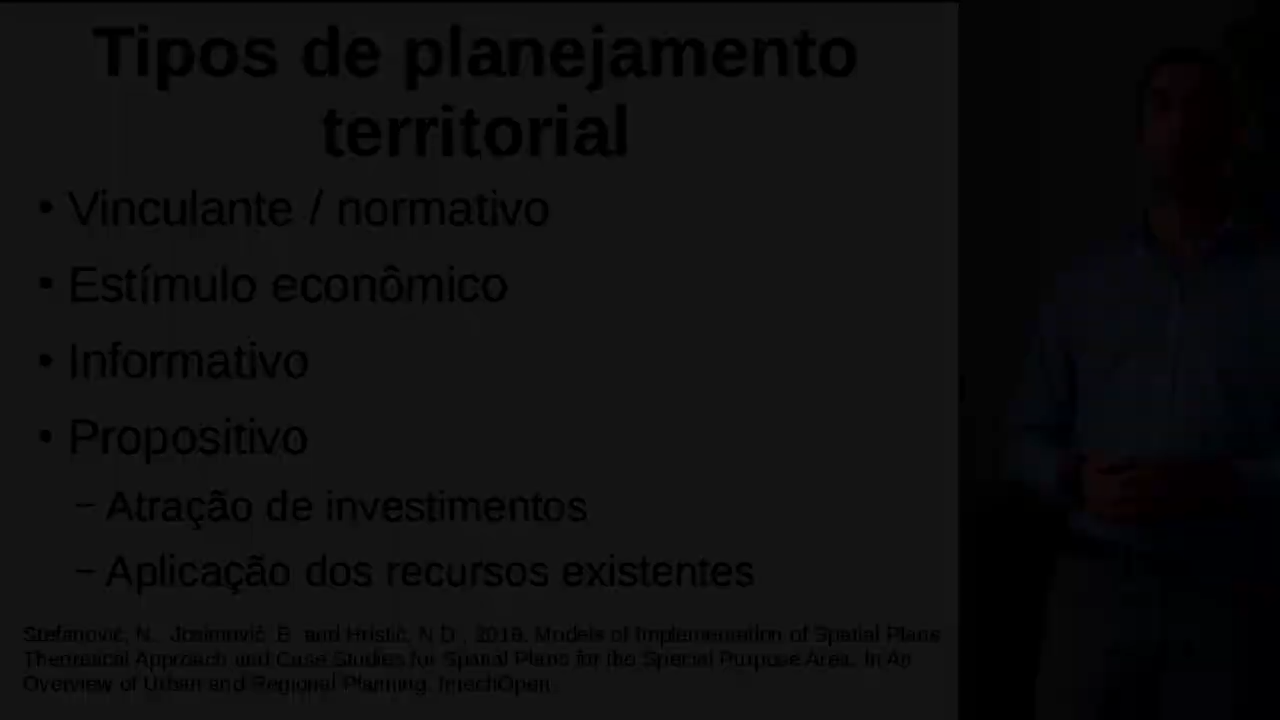 Tipos de planejamento
territorial
• Vinculante / normativo
• Estímulo econômico
• Informativo
• Propositivo
– Atração de investimentos
– Aplicação dos recursos existentes
Stefanović, N., Josimović, B. and Hristić, N.D., 2018. Models of Implementation of Spatial Plans
Theoretical Approach and Case Studies for Spatial Plans for the Special Purpose Area. In An
Overview of Urban and Regional Planning. IntechOpen.